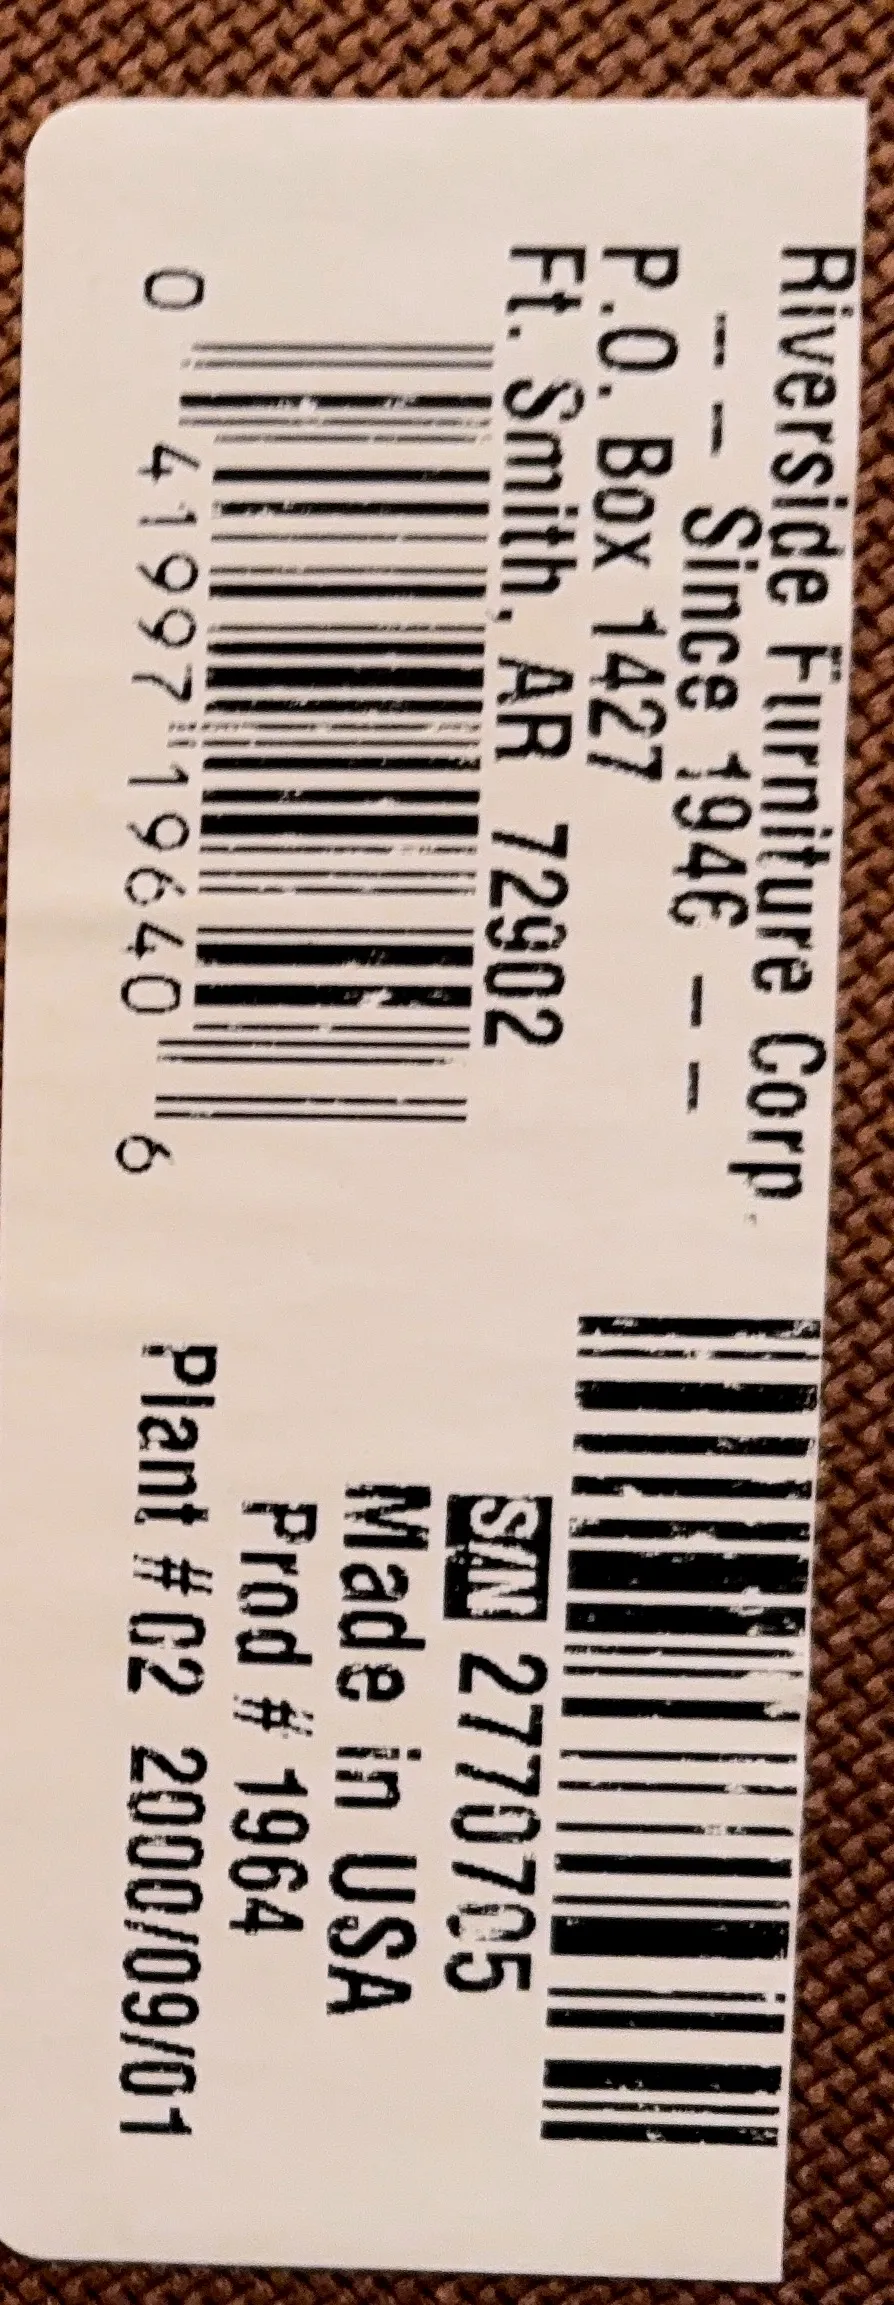 Riverside Furniture Corp.
- - Since 1946 - -
P.O. Box 1427
Ft. Smith, AR 72902
0 41997 19640 6
S/N 2770705
Made in USA
Prod # 1964
Plant # 02 2000/09/01